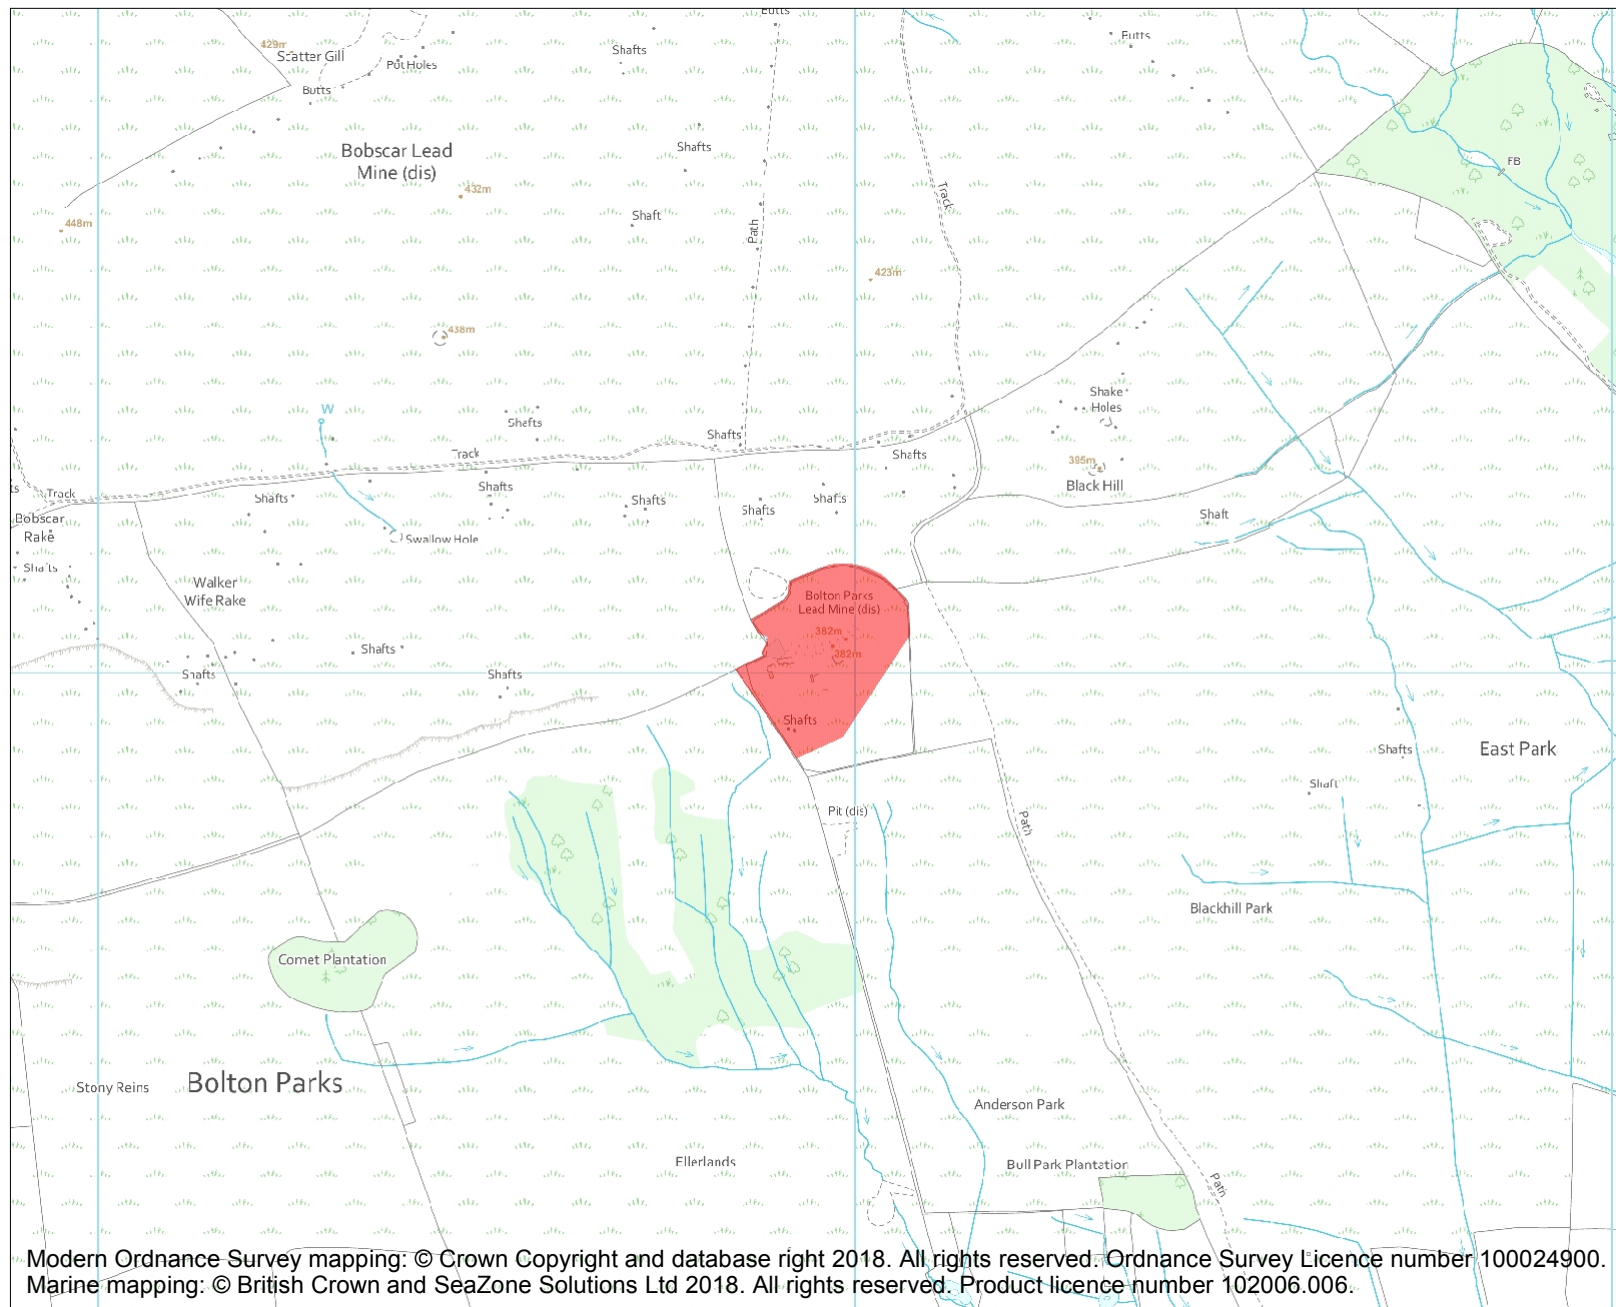 Butts
429m
Scatter Gill
Pot Holes
Butts
Shafts
Butts
Bobscar Lead
Mine (dis)
432m
448m
Shafts
Shaft
Path
Track
423m
438m
FB
W
Shafts
Track
Shafts
Shafts
Shake
Holes
395m
Black Hill
Track
Shafts
Shafts
Shafts
Shafts
Shafts
Shaft
Bobscar
Rake
Shafts
Swallow Hole
Walker
Wife Rake
Bolton Parks
Lead Mine (dis)
382m
382m
Shafts
Shafts
Shafts
Shafts
Shafts
East Park
Shaft
Pit (dis)
Path
Blackhill Park
Comet Plantation
Stony Reins
Bolton Parks
Anderson Park
Ellerlands
Bull Park Plantation
Path
Modern Ordnance Survey mapping: © Crown Copyright and database right 2018. All rights reserved. Ordnance Survey Licence number 100024900.
Marine mapping: © British Crown and SeaZone Solutions Ltd 2018. All rights reserved. Product licence number 102006.006.